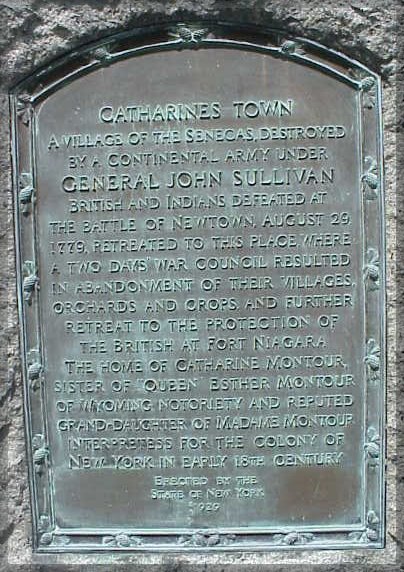 CATHARINES TOWN
A VILLAGE OF THE SENECAS, DESTROYED
BY A CONTINENTAL ARMY UNDER
GENERAL JOHN SULLIVAN
BRITISH AND INDIANS DEFEATED AT
THE BATTLE OF NEWTOWN, AUGUST 29,
1779, RETREATED TO THIS PLACE, WHERE
A TWO DAYS' WAR COUNCIL RESULTED
IN ABANDONMENT OF THEIR VILLAGES,
ORCHARDS AND CROPS, AND FURTHER
RETREAT TO THE PROTECTION OF
THE BRITISH AT FORT NIAGARA
THE HOME OF CATHARINE MONTOUR,
SISTER OF "QUEEN" ESTHER MONTOUR
OF WYOMING NOTORIETY AND REPUTED
GRAND-DAUGHTER OF MADAME MONTOUR
INTERPRETESS FOR THE COLONY OF
NEW YORK IN EARLY 18TH CENTURY
ERECTED BY THE
STATE OF NEW YORK
1929